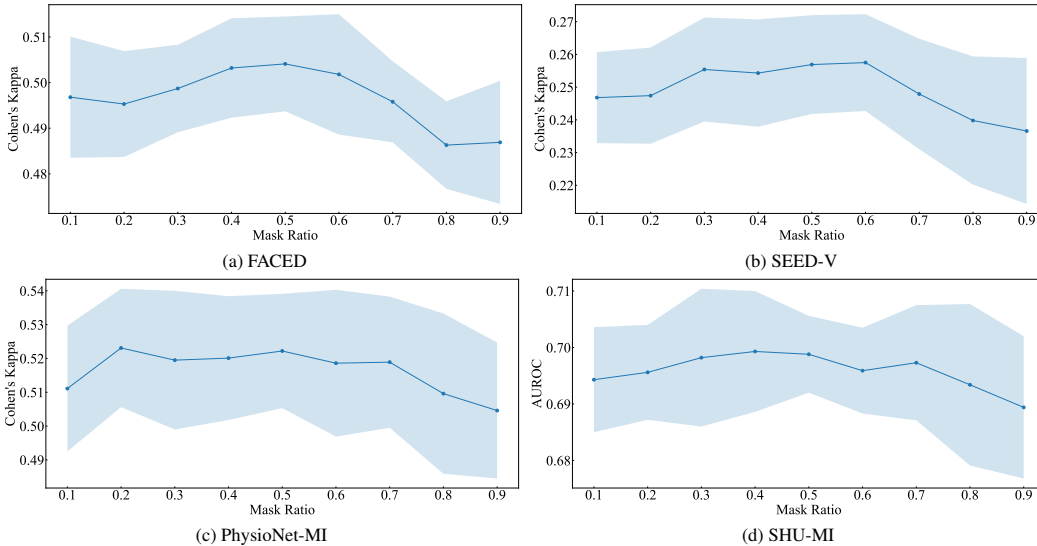 0.51
0.50
0.49
0.48
Cohen's Kappa
0.1 0.2 0.3 0.4 0.5 0.6 0.7 0.8 0.9
Mask Ratio
(a) FACED
0.27
0.26
0.25
0.24
0.23
0.22
Cohen's Kappa
0.1 0.2 0.3 0.4 0.5 0.6 0.7 0.8 0.9
Mask Ratio
(b) SEED-V
0.54
0.53
0.52
0.51
0.50
0.49
Cohen's Kappa
0.1 0.2 0.3 0.4 0.5 0.6 0.7 0.8 0.9
Mask Ratio
(c) PhysioNet-MI
0.71
0.70
0.69
0.68
AUROC
0.1 0.2 0.3 0.4 0.5 0.6 0.7 0.8 0.9
Mask Ratio
(d) SHU-MI